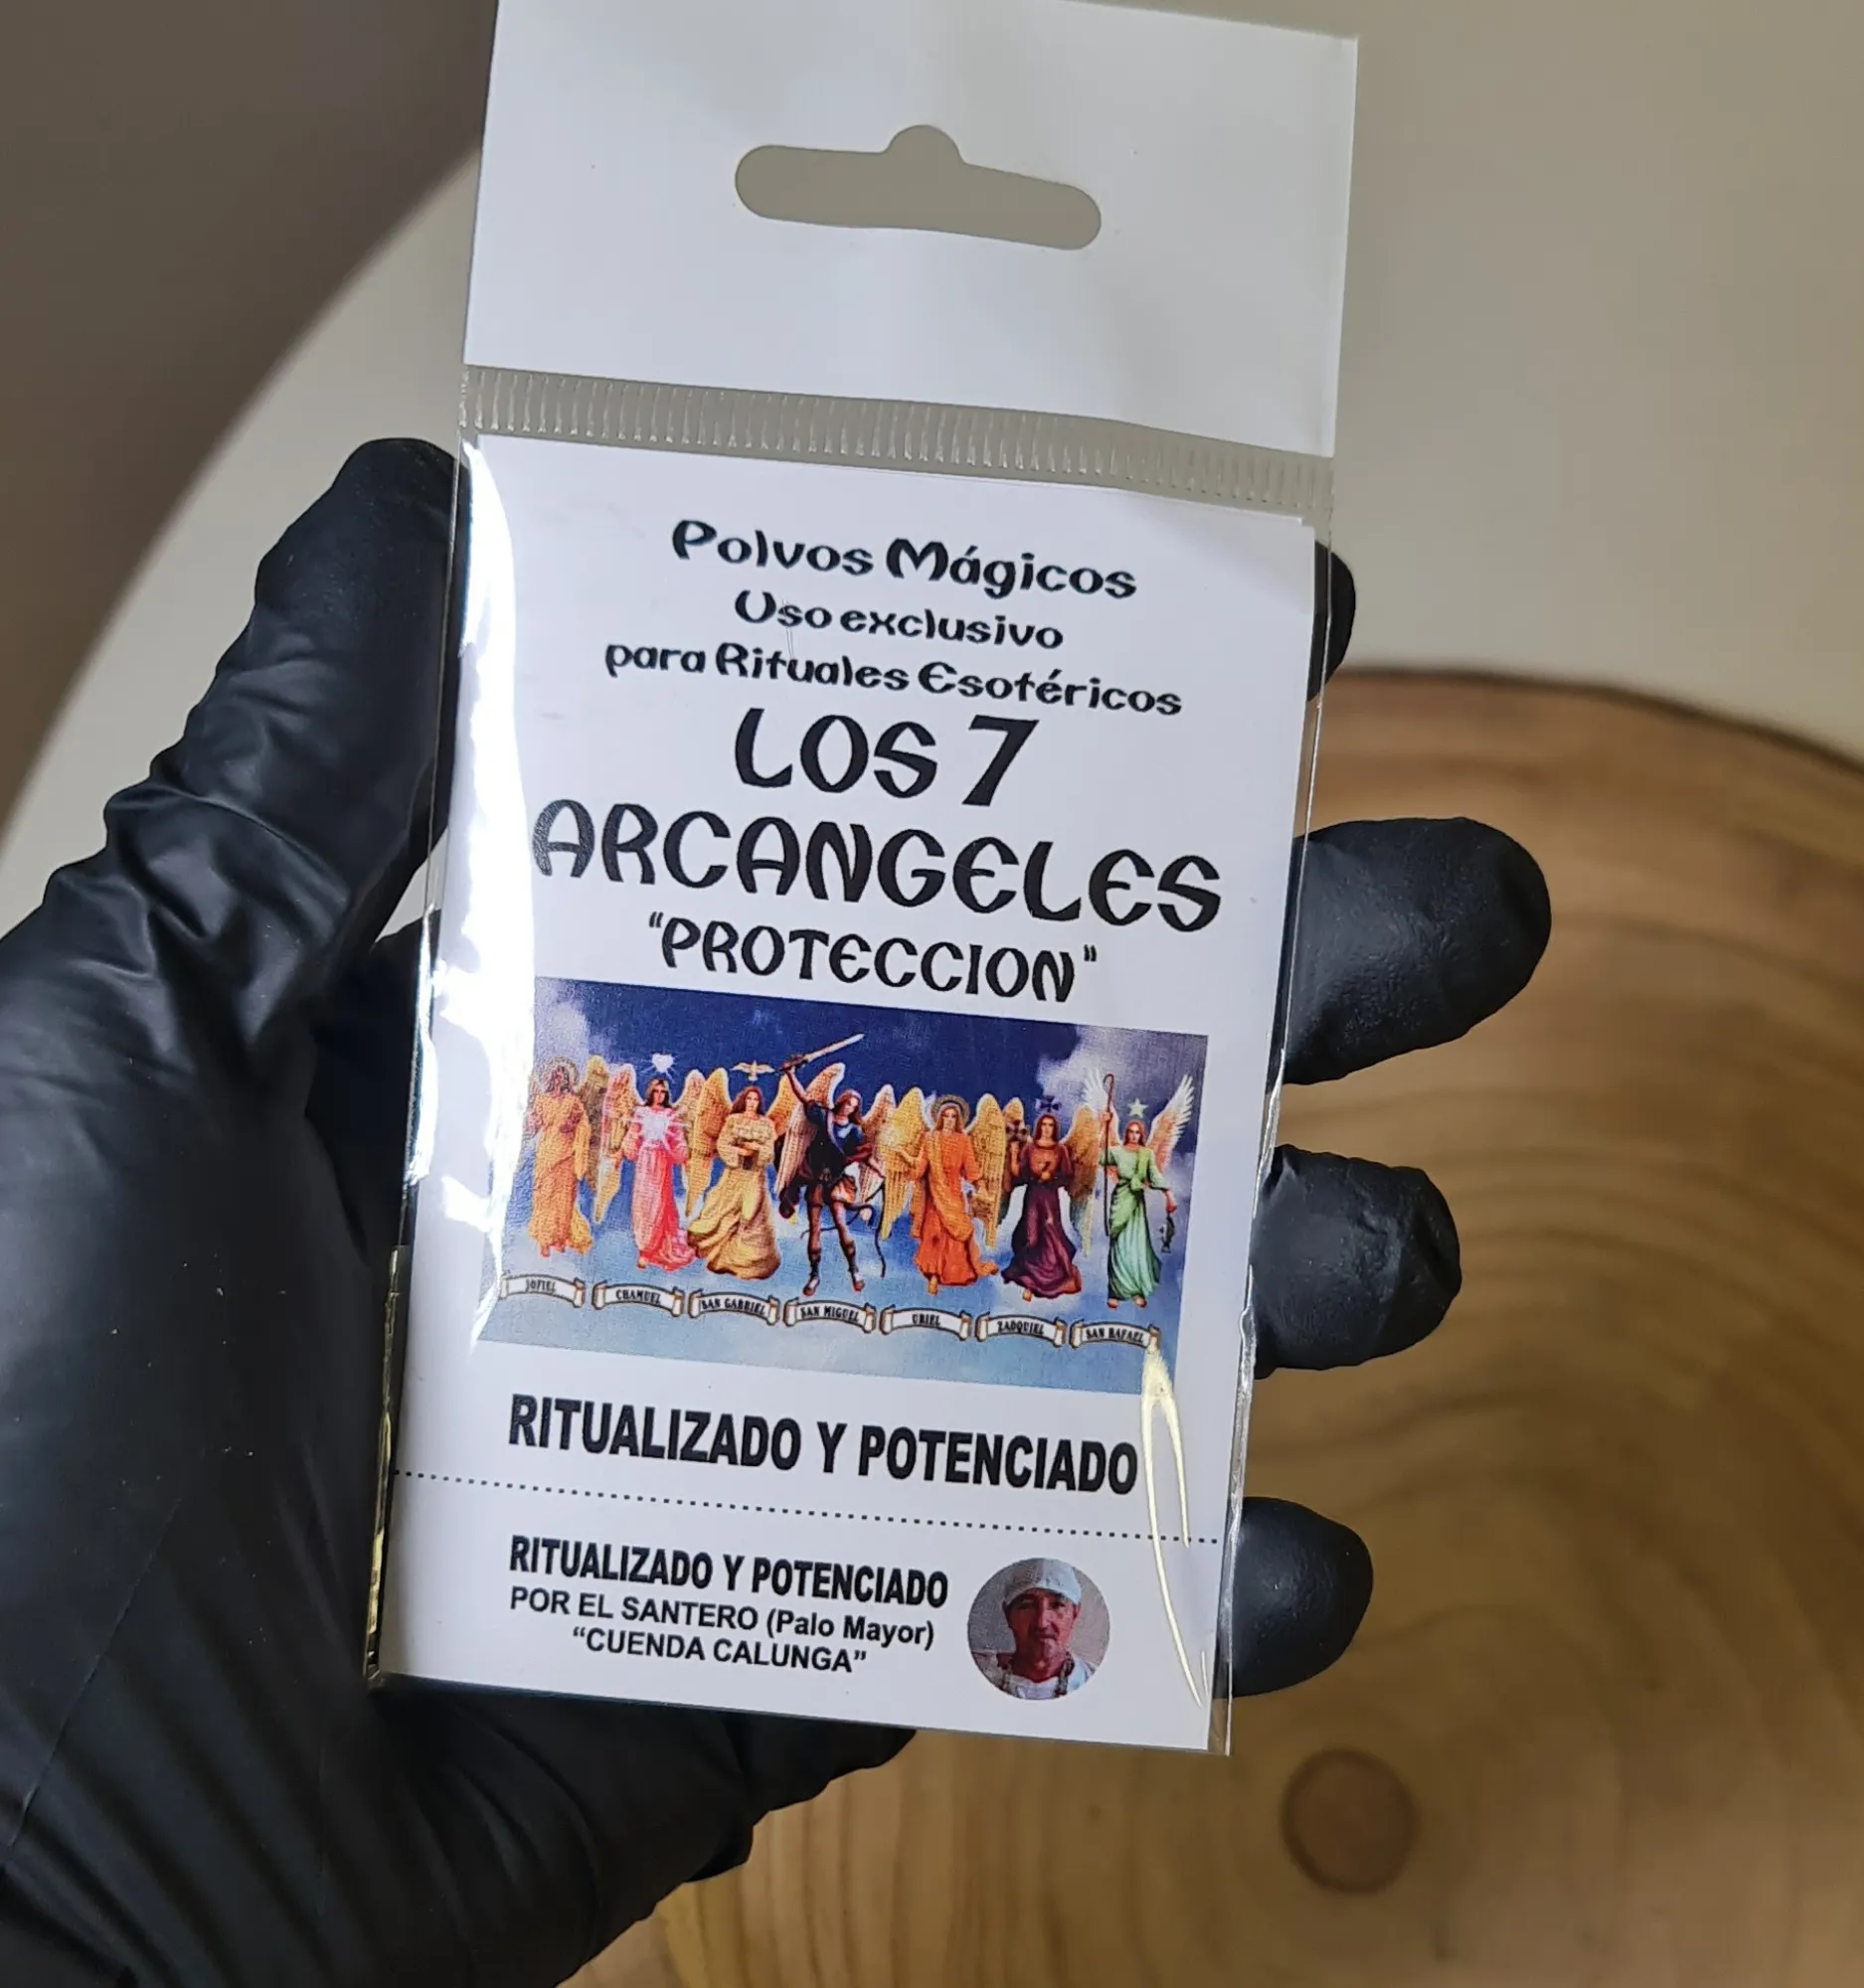 Polvos Mágicos
Uso exclusivo
para Rituales Esotéricos
LOS 7
ARCANGELES
“PROTECCION”
JOFIEL CHAMUEL SAN GABRIEL SAN MIGUEL URIEL ZADQUIEL SAN RAFAEL
RITUALIZADO Y POTENCIADO
RITUALIZADO Y POTENCIADO
POR EL SANTERO (Palo Mayor)
“CUENDA CALUNGA”